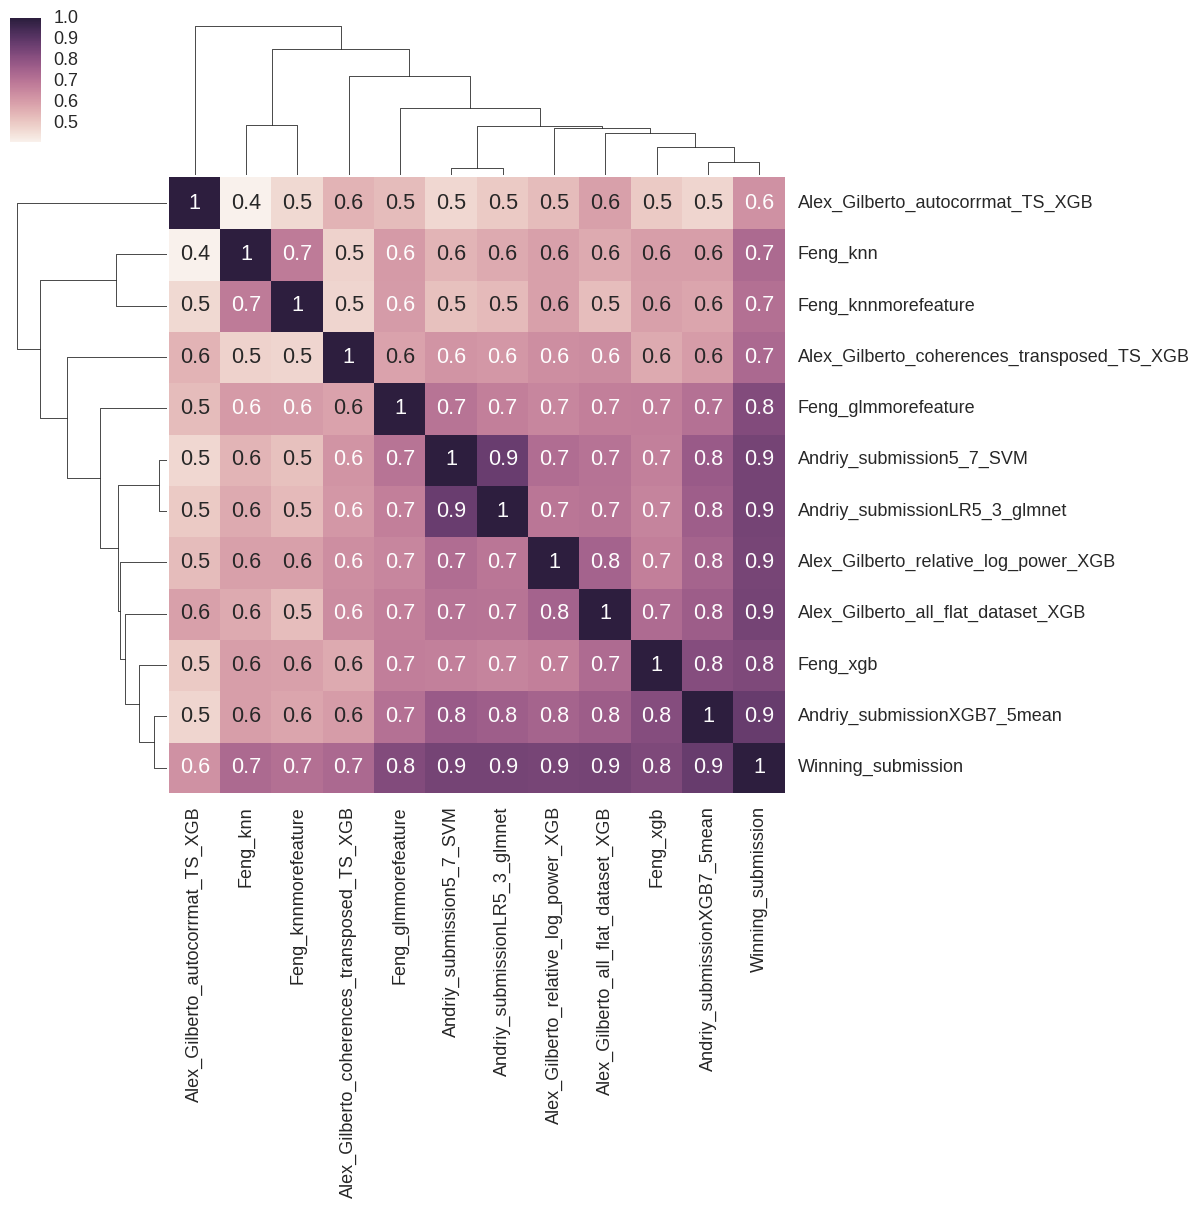 1.0
0.9
0.8
0.7
0.6
0.5
1 0.4 0.5 0.6 0.5 0.5 0.5 0.5 0.6 0.5 0.5 0.6 Alex_Gilberto_autocorrmat_TS_XGB
0.4 1 0.7 0.5 0.6 0.6 0.6 0.6 0.6 0.6 0.6 0.7 Feng_knn
0.5 0.7 1 0.5 0.6 0.5 0.5 0.6 0.5 0.6 0.6 0.7 Feng_knnmorefeature
0.6 0.5 0.5 1 0.6 0.6 0.6 0.6 0.6 0.6 0.6 0.7 Alex_Gilberto_coherences_transposed_TS_XGB
0.5 0.6 0.6 0.6 1 0.7 0.7 0.7 0.7 0.7 0.7 0.8 Feng_glmmorefeature
0.5 0.6 0.5 0.6 0.7 1 0.9 0.7 0.7 0.7 0.8 0.9 Andriy_submission5_7_SVM
0.5 0.6 0.5 0.6 0.7 0.9 1 0.7 0.7 0.7 0.8 0.9 Andriy_submissionLR5_3_glmnet
0.5 0.6 0.6 0.6 0.7 0.7 0.7 1 0.8 0.7 0.8 0.9 Alex_Gilberto_relative_log_power_XGB
0.6 0.6 0.5 0.6 0.7 0.7 0.7 0.8 1 0.7 0.8 0.9 Alex_Gilberto_all_flat_dataset_XGB
0.5 0.6 0.6 0.6 0.7 0.7 0.7 0.7 0.7 1 0.8 0.8 Feng_xgb
0.5 0.6 0.6 0.6 0.7 0.8 0.8 0.8 0.8 0.8 1 0.9 Andriy_submissionXGB7_5mean
0.6 0.7 0.7 0.7 0.8 0.9 0.9 0.9 0.9 0.8 0.9 1 Winning_submission
Alex_Gilberto_autocorrmat_TS_XGB
Feng_knn
Feng_knnmorefeature
Alex_Gilberto_coherences_transposed_TS_XGB
Feng_glmmorefeature
Andriy_submission5_7_SVM
Andriy_submissionLR5_3_glmnet
Alex_Gilberto_relative_log_power_XGB
Alex_Gilberto_all_flat_dataset_XGB
Feng_xgb
Andriy_submissionXGB7_5mean
Winning_submission